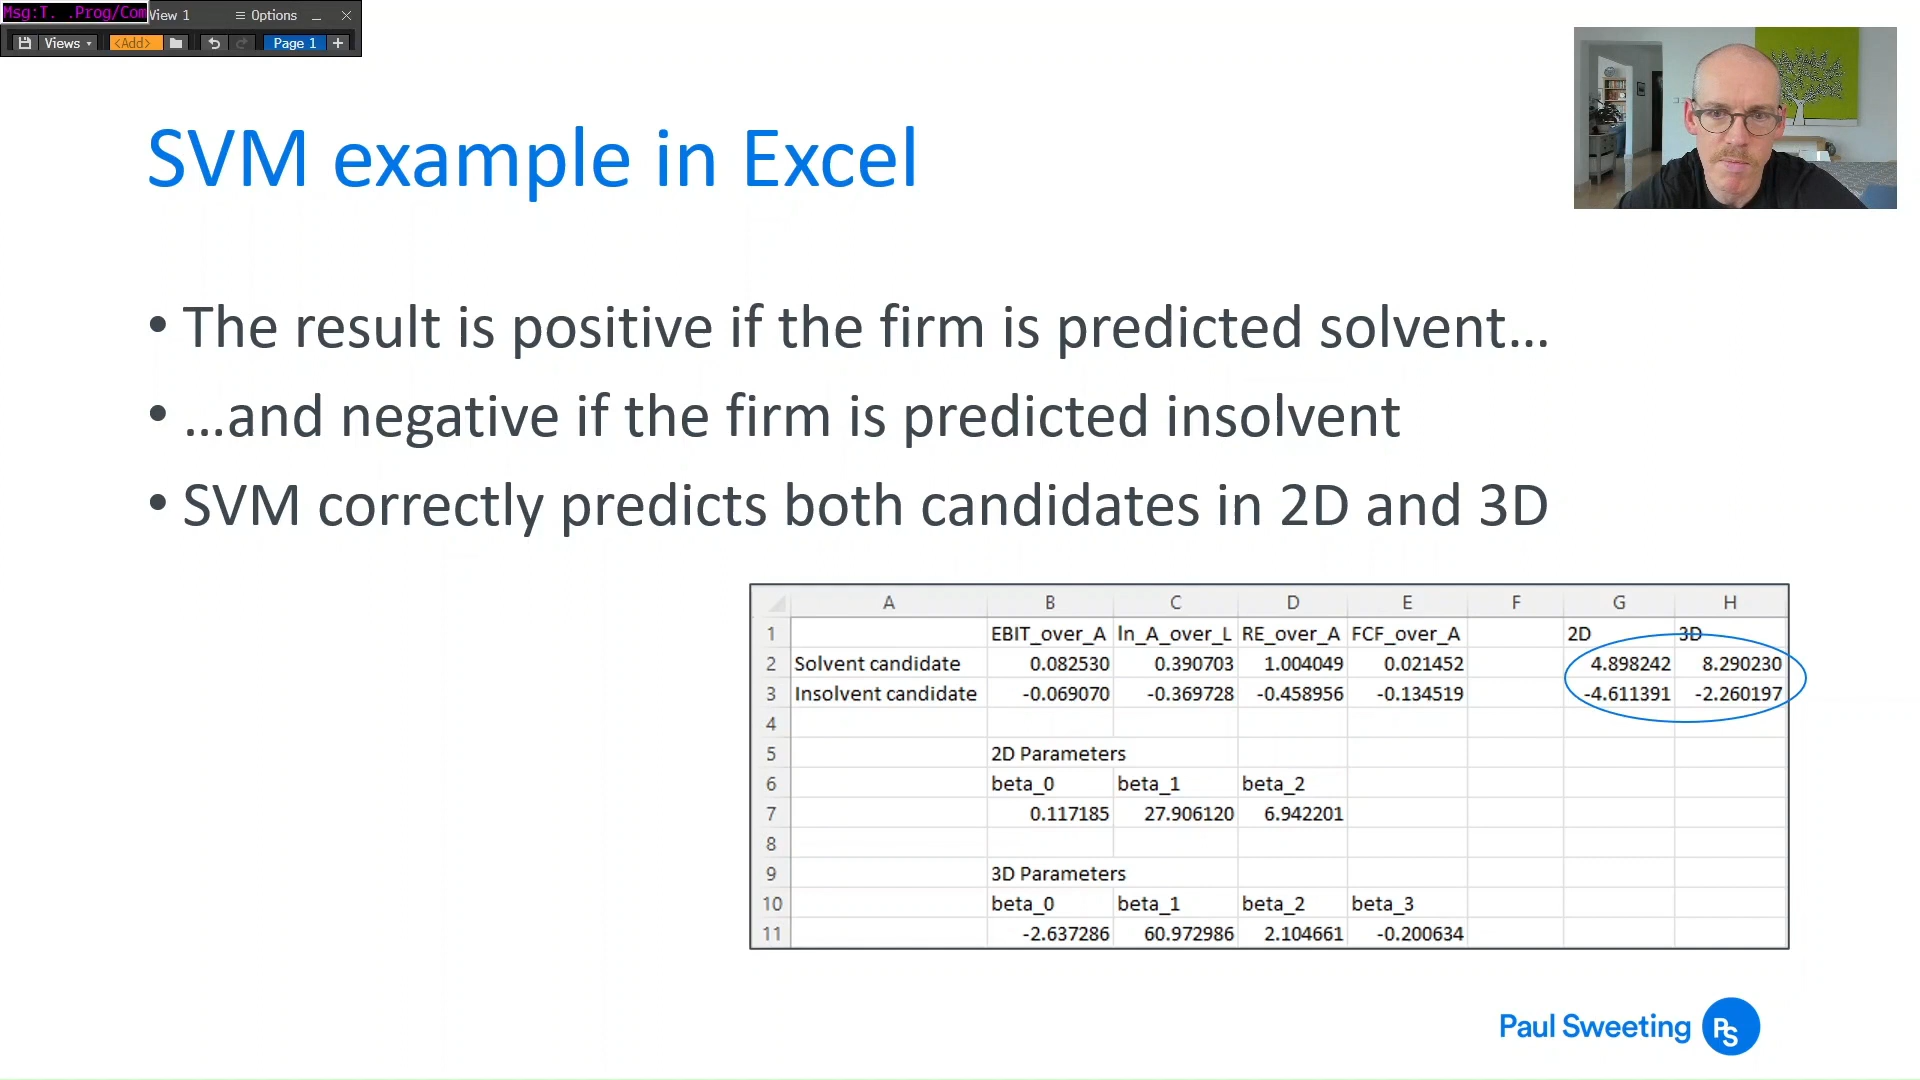 Msg:T. .Prog/Com View 1 Options
Views <Add> Page 1 +
SVM example in Excel
• The result is positive if the firm is predicted solvent…
• …and negative if the firm is predicted insolvent
• SVM correctly predicts both candidates in 2D and 3D
A B C D E F G H
1 EBIT_over_A ln_A_over_L RE_over_A FCF_over_A 2D 3D
2 Solvent candidate 0.082530 0.390703 1.004049 0.021452 4.898242 8.290230
3 Insolvent candidate -0.069070 -0.369728 -0.458956 -0.134519 -4.611391 -2.260197
4
5 2D Parameters
6 beta_0 beta_1 beta_2
7 0.117185 27.906120 6.942201
8
9 3D Parameters
10 beta_0 beta_1 beta_2 beta_3
11 -2.637286 60.972986 2.104661 -0.200634
Paul Sweeting PS